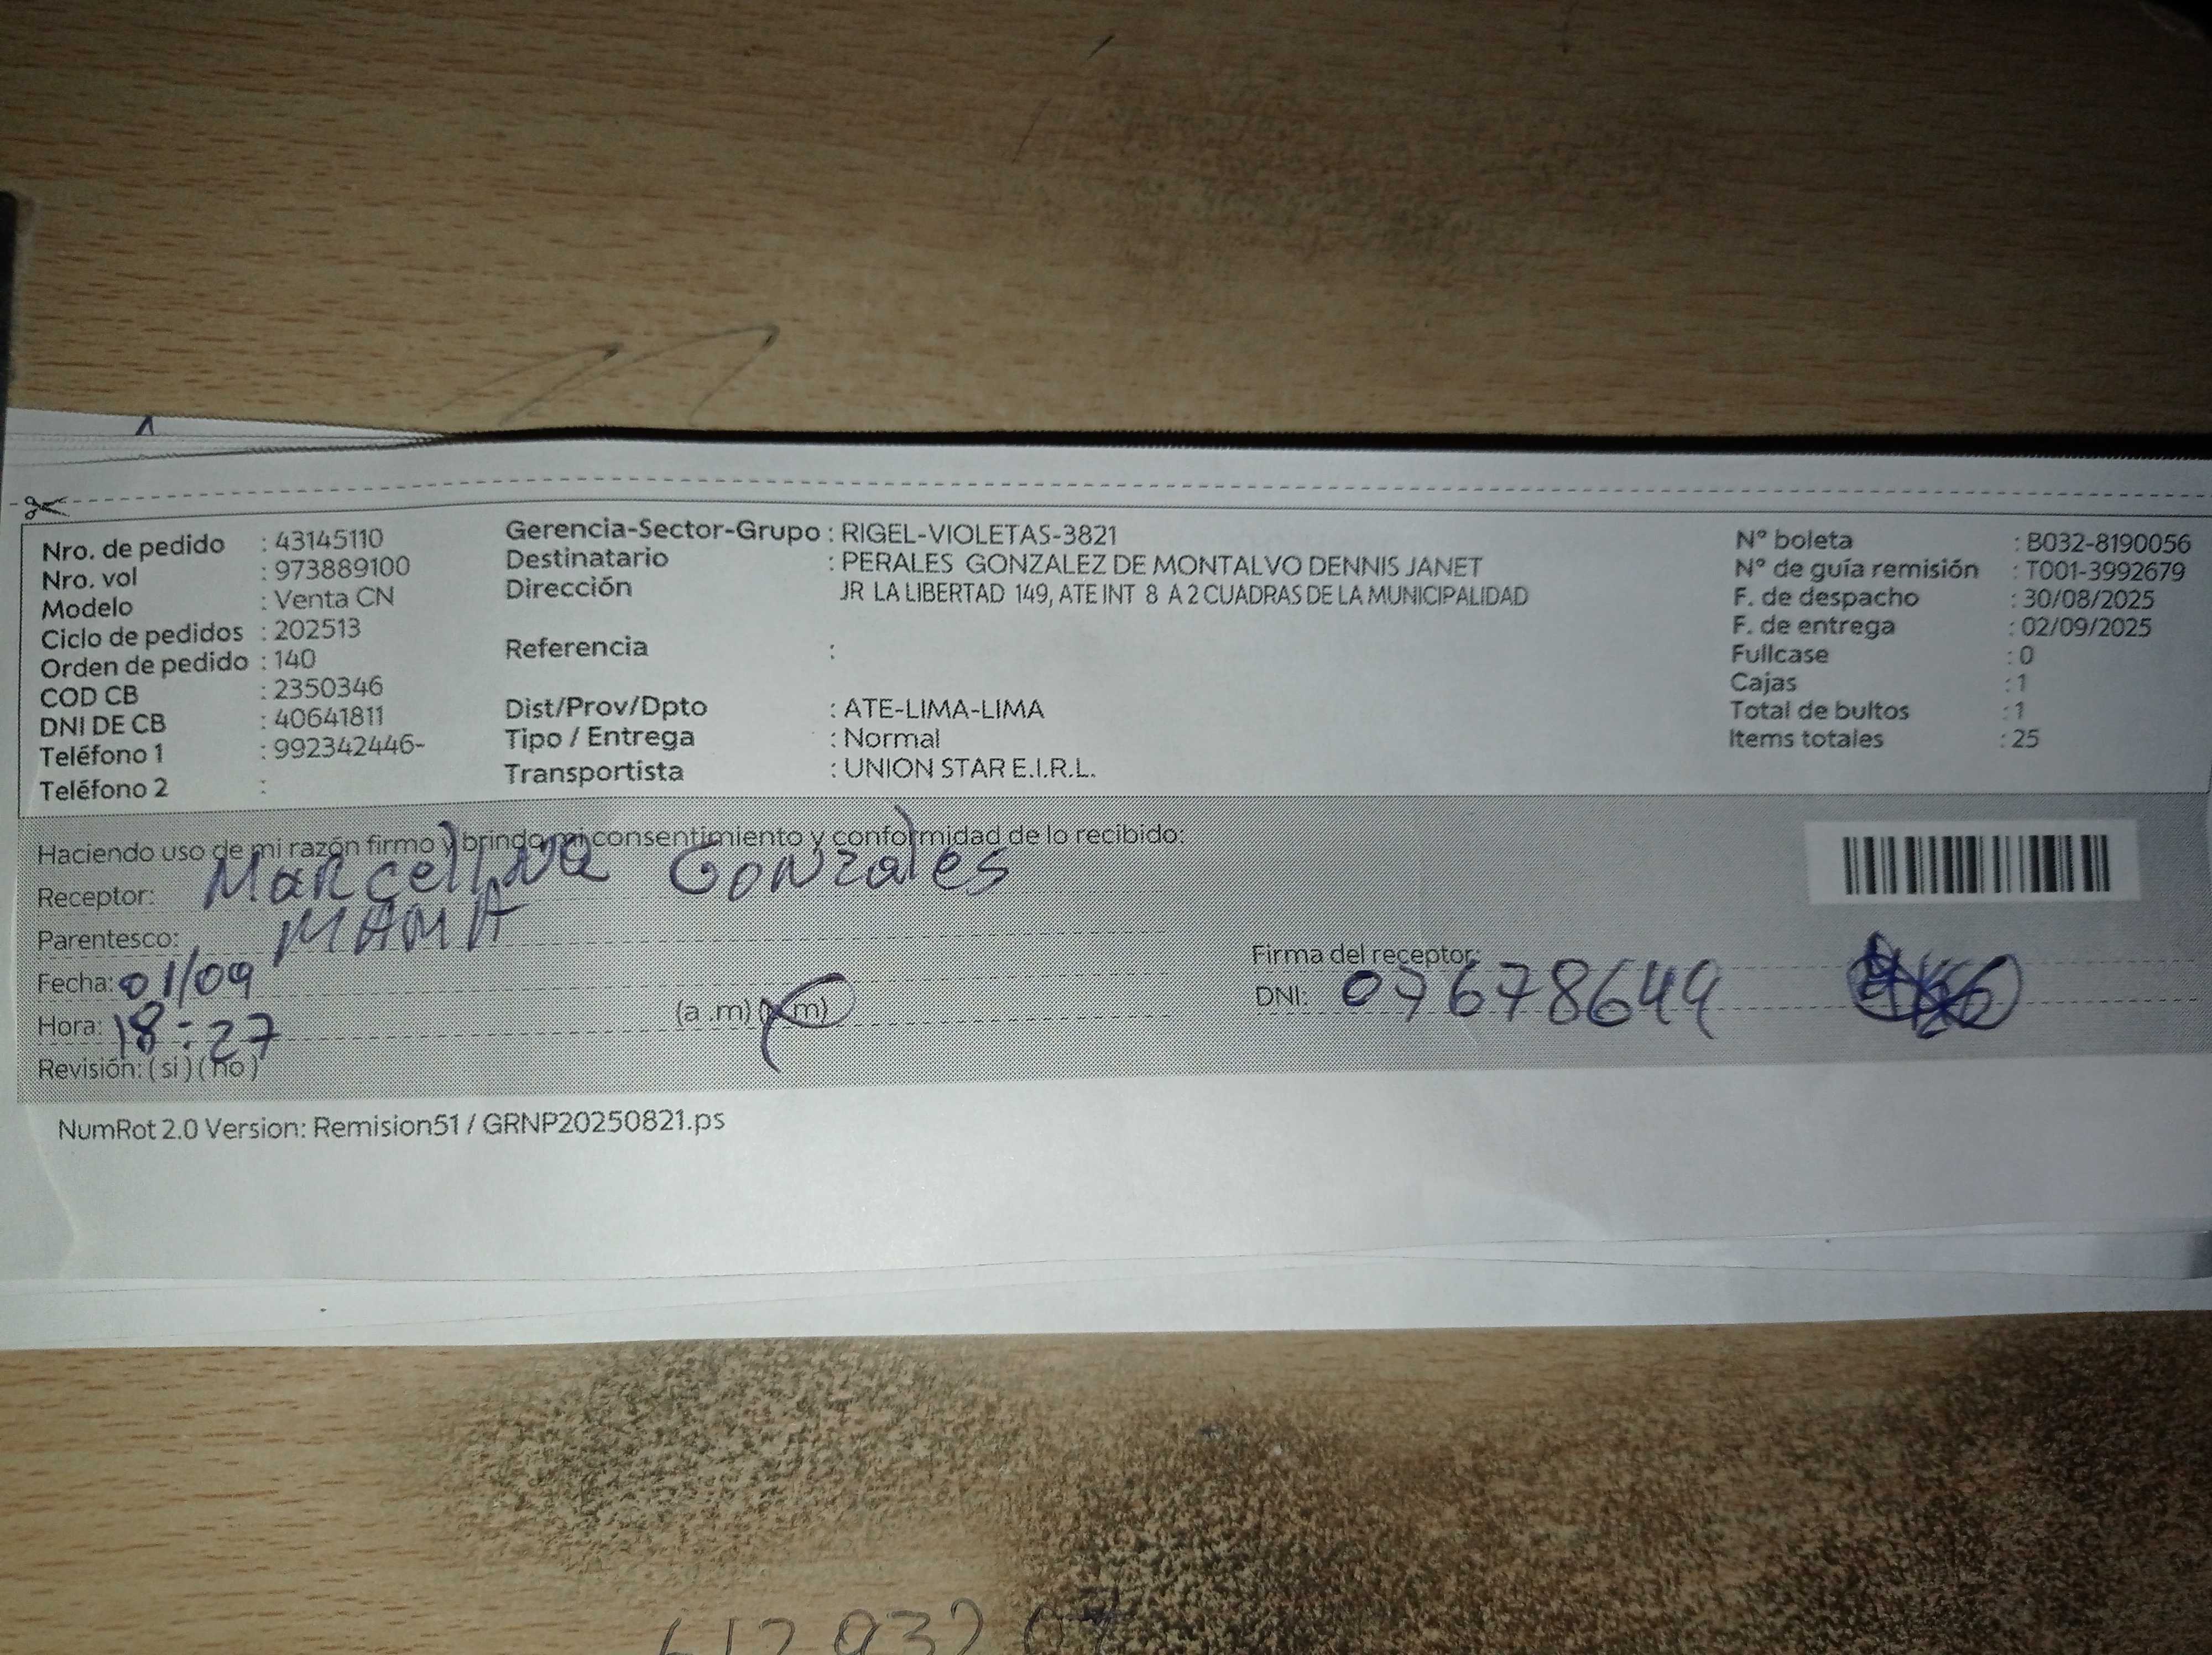 Nro. de pedido : 43145110
Nro. vol : 973889100
Modelo : Venta CN
Ciclo de pedidos : 202513
Orden de pedido : 140
COD CB : 2350346
DNI DE CB : 40641811
Teléfono 1 : 992342446-
Teléfono 2 :
Gerencia-Sector-Grupo : RIGEL-VIOLETAS-3821
Destinatario : PERALES GONZALEZ DE MONTALVO DENNIS JANET
Dirección JR LA LIBERTAD 149, ATE INT 8 A 2 CUADRAS DE LA MUNICIPALIDAD
Referencia :
Dist/Prov/Dpto : ATE-LIMA-LIMA
Tipo / Entrega : Normal
Transportista : UNION STAR E.I.R.L.
N° boleta : B032-8190056
N° de guía remisión : T001-3992679
F. de despacho : 30/08/2025
F. de entrega : 02/09/2025
Fullcase : 0
Cajas : 1
Total de bultos : 1
Items totales : 25
Haciendo uso de mi razón firmo y brindo mi consentimiento y conformidad de lo recibido:
Receptor: Marcelina Gonzales
Parentesco: MAMA
Fecha: 01/09
Hora: 18:27 (a .m) (p.m)
Revisión: ( si ) ( no )
Firma del receptor:
DNI: 07678649
NumRot 2.0 Version: Remision51 / GRNP20250821.ps